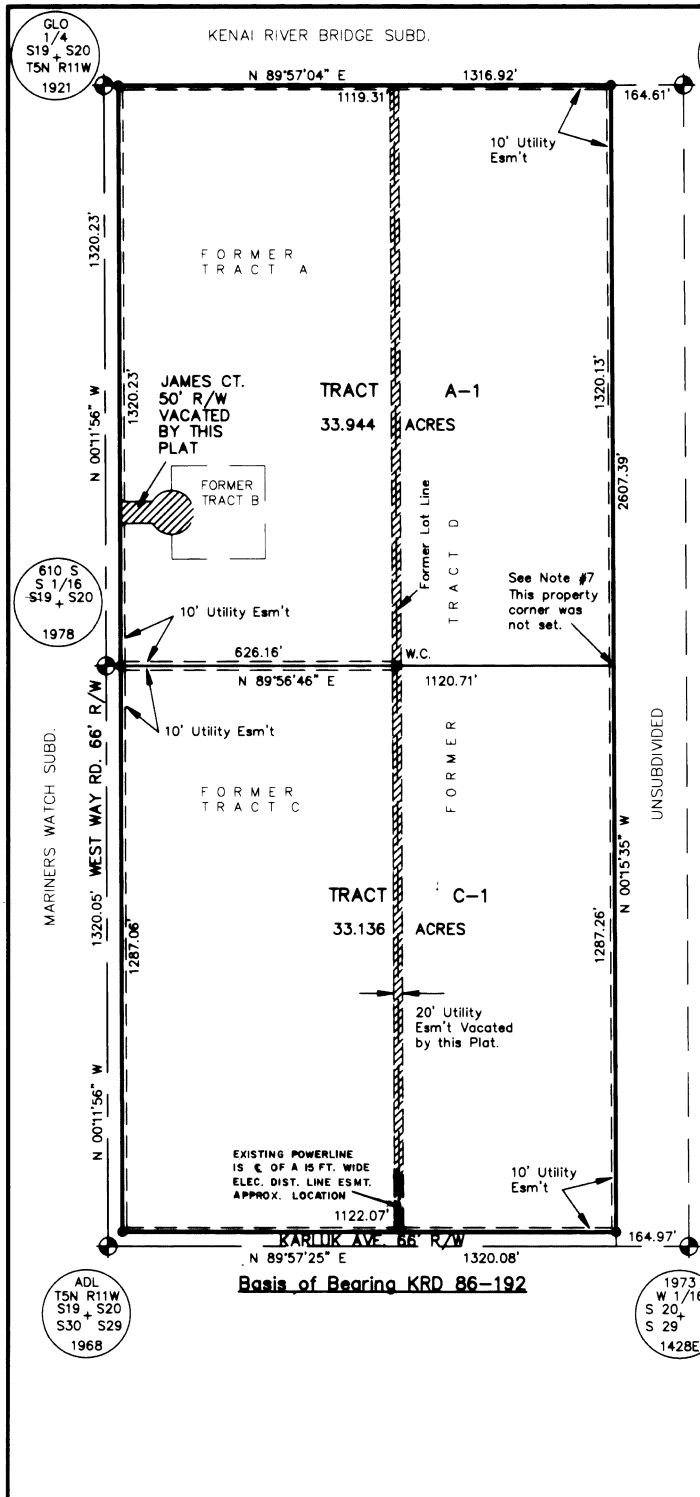 GLO
1/4
S19 + S20
T5N R11W
1921
KENAI RIVER BRIDGE SUBD.
N 89°57'04" E
1316.92'
1119.31'
164.61'
10' Utility
Esm't
1320.23'
FORMER
TRACT A
1320.23'
N 00°11'56" W
JAMES CT.
50' R/W
VACATED
BY THIS
PLAT
TRACT A-1
33.944 ACRES
1320.13'
2607.39'
FORMER
TRACT B
Former Lot Line
TRACT D
610 S
S 1/16
S19 + S20
1978
See Note #7
This property
corner was
not set.
10' Utility Esm't
626.16'
W.C.
N 89°56'46" E
1120.71'
10' Utility Esm't
MARINERS WATCH SUBD.
1320.05' WEST WAY RD. 66' R/W
FORMER
TRACT C
FORMER
UNSUBDIVIDED
N 00°15'35" W
TRACT C-1
33.136 ACRES
1287.06'
1287.26'
20' Utility
Esm't Vacated
by this Plat.
N 00°11'56" W
EXISTING POWERLINE
IS ℄ OF A 15 FT. WIDE
ELEC. DIST. LINE ESMT.
APPROX. LOCATION
10' Utility
Esm't
1122.07'
KARLUK AVE. 66' R/W
164.97'
N 89°57'25" E
1320.08'
Basis of Bearing KRD 86-192
ADL
T5N R11W
S19 + S20
S30 S29
1968
1973
W 1/16
S 20 +
S 29
1428E